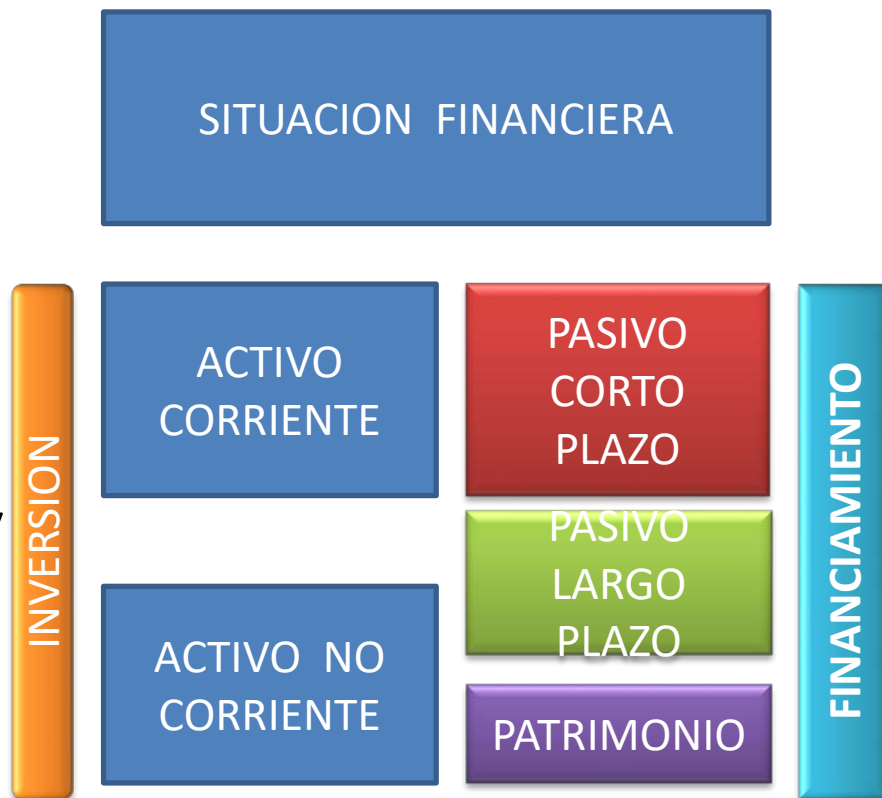 SITUACION FINANCIERA
INVERSION
ACTIVO
CORRIENTE
ACTIVO NO
CORRIENTE
PASIVO
CORTO
PLAZO
PASIVO
LARGO
PLAZO
PATRIMONIO
FINANCIAMIENTO